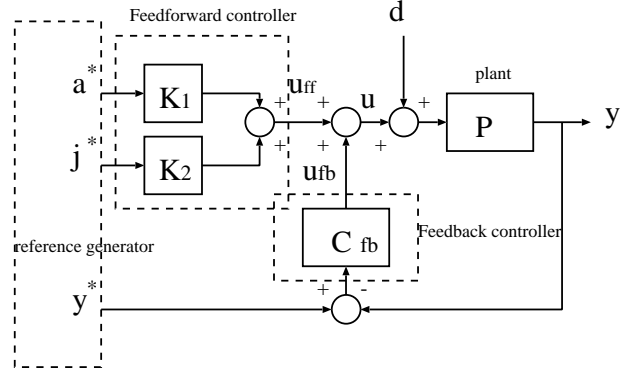 Feedforward controller
d
a*
K1
uff
u
plant
+
+
+
P
y
j*
K2
+
+
+
ufb
reference generator
C fb
Feedback controller
y*
+
-